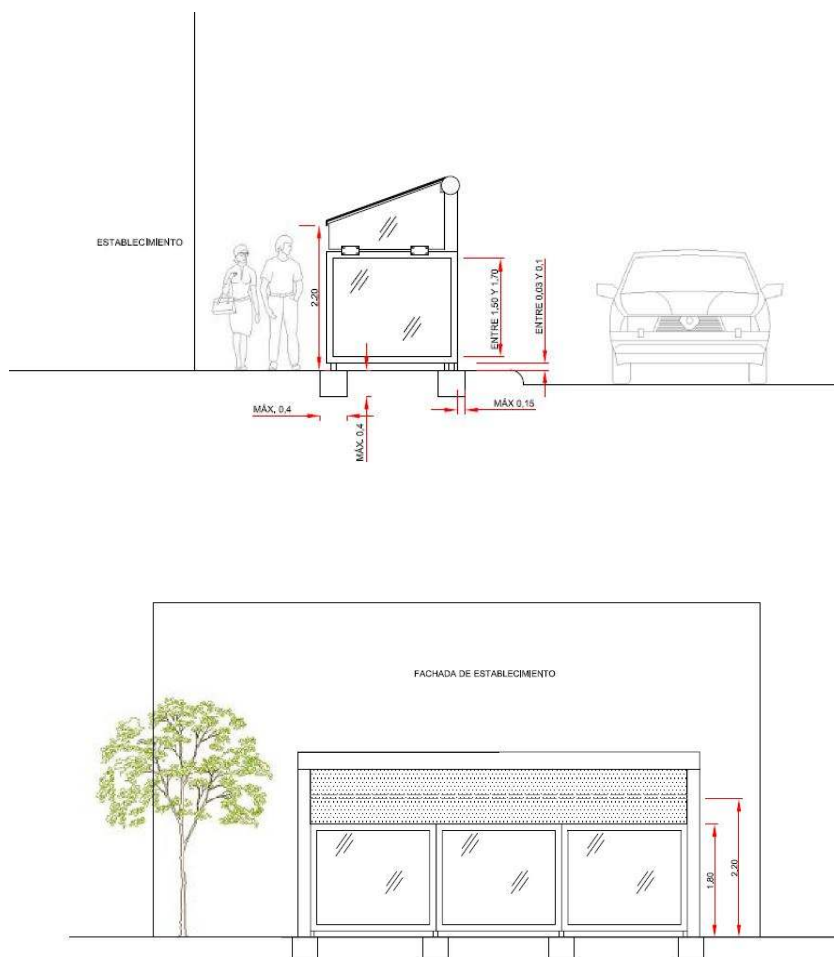 ESTABLECIMIENTO
2,20
ENTRE 1,50 Y 1,70
ENTRE 0,03 Y 0,1
MÁX. 0,4
MÁX. 0,4
MÁX 0,15
FACHADA DE ESTABLECIMIENTO
1,80
2,20